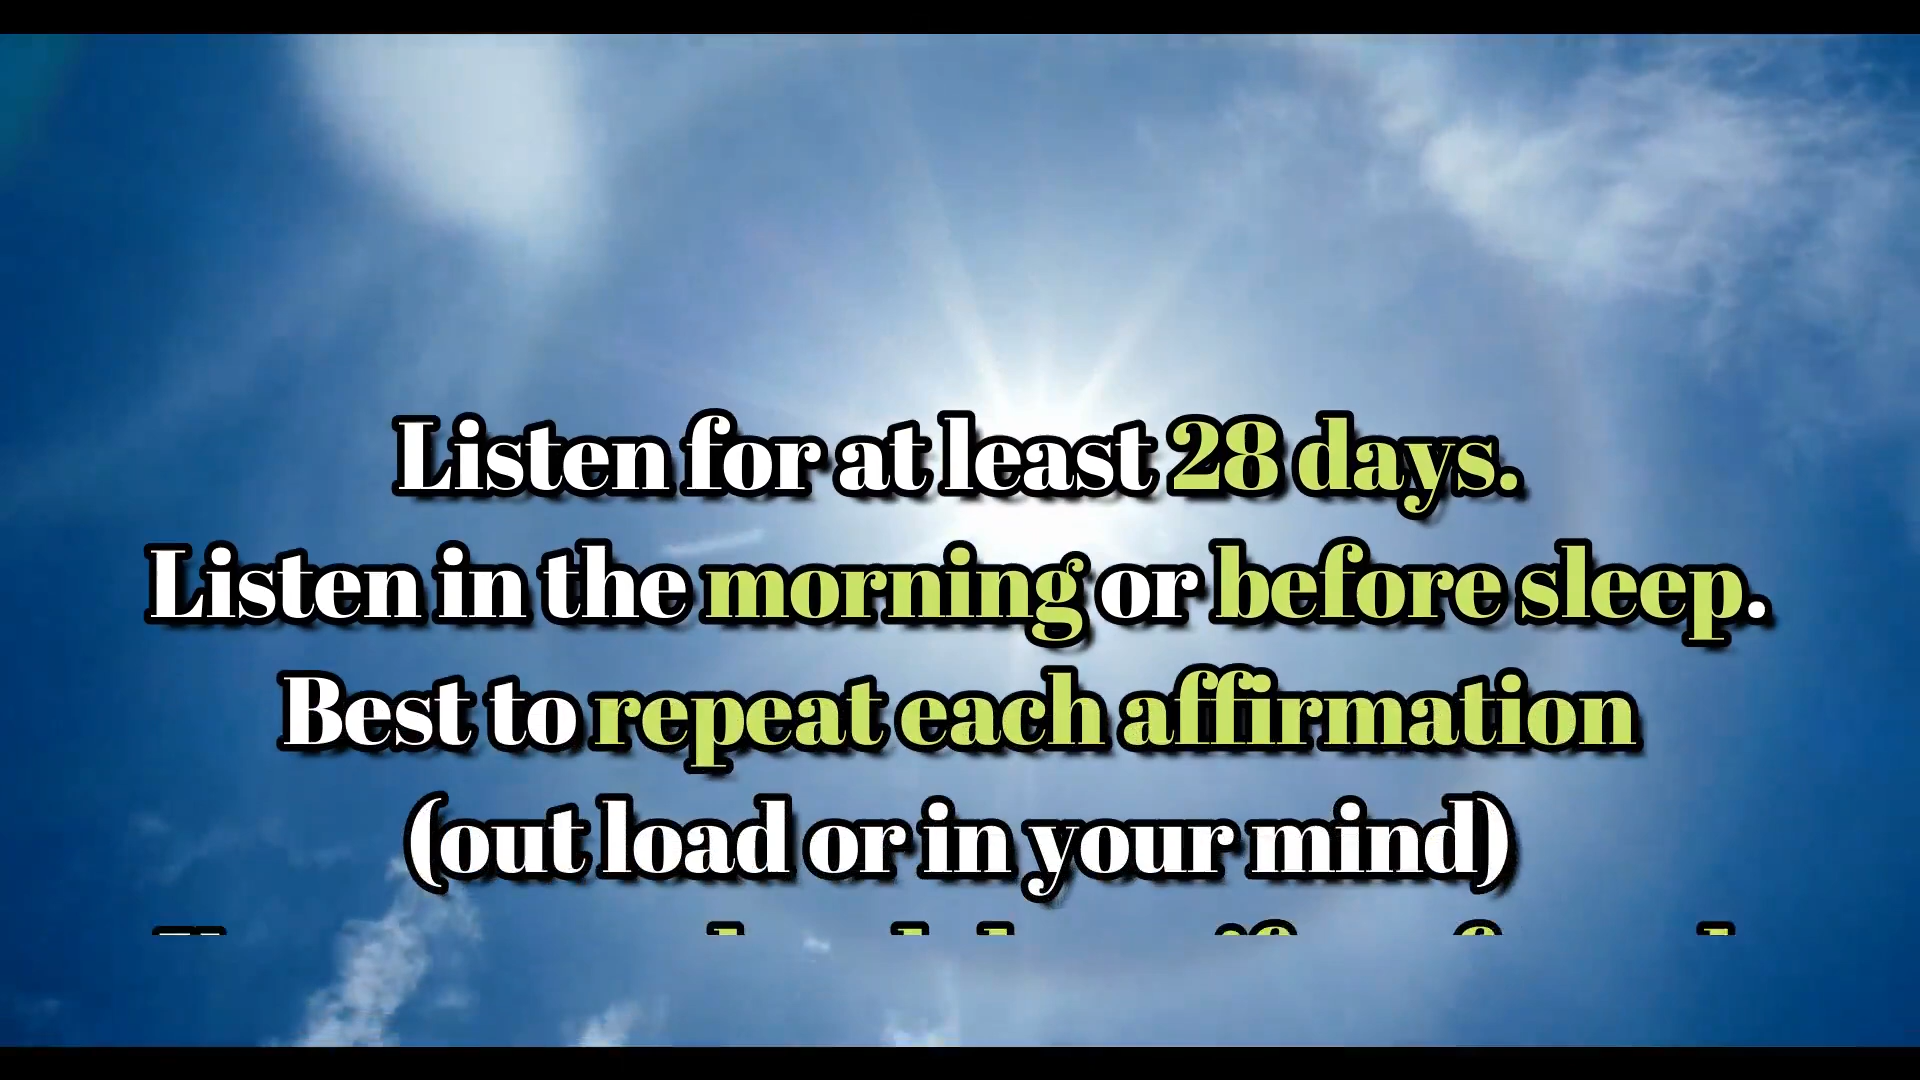 Listen for at least 28 days.
Listen in the morning or before sleep.
Best to repeat each affirmation
(out load or in your mind)